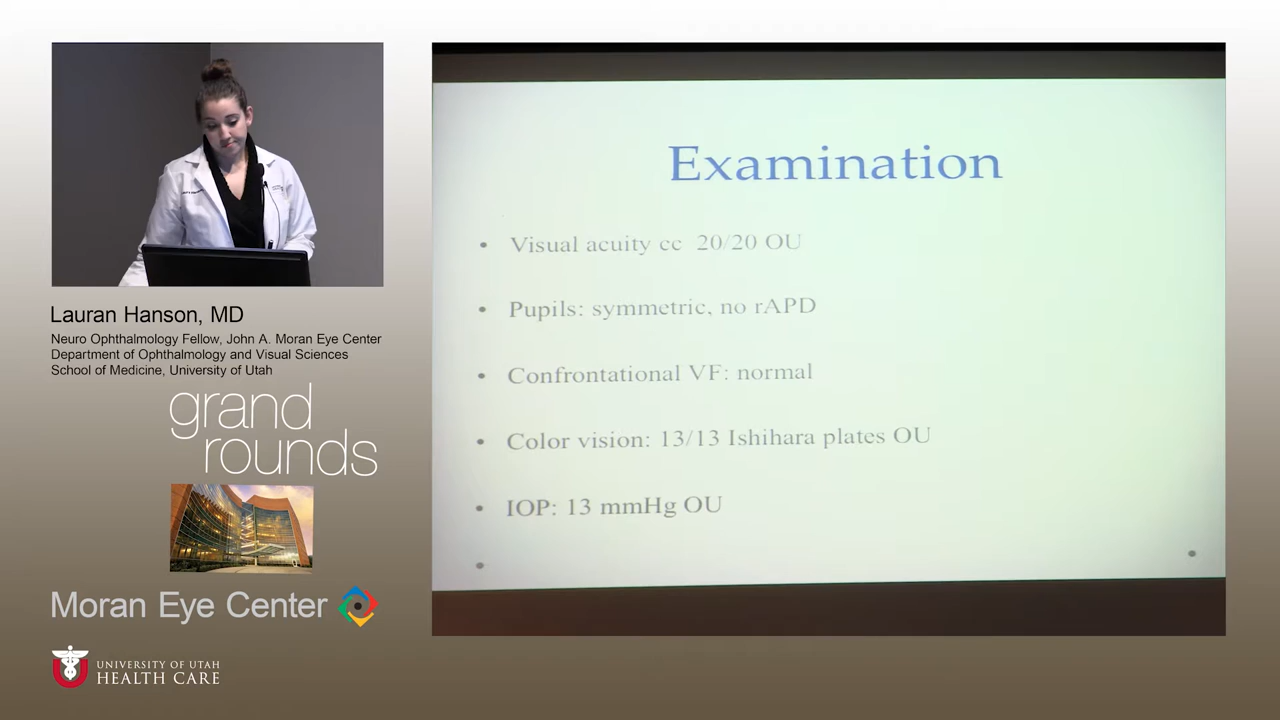 Examination
• Visual acuity cc 20/20 OU
• Pupils: symmetric, no rAPD
• Confrontational VF: normal
• Color vision: 13/13 Ishihara plates OU
• IOP: 13 mmHg OU
Lauran Hanson, MD
Neuro Ophthalmology Fellow, John A. Moran Eye Center
Department of Ophthalmology and Visual Sciences
School of Medicine, University of Utah
grand
rounds
Moran Eye Center
UNIVERSITY OF UTAH
HEALTH CARE